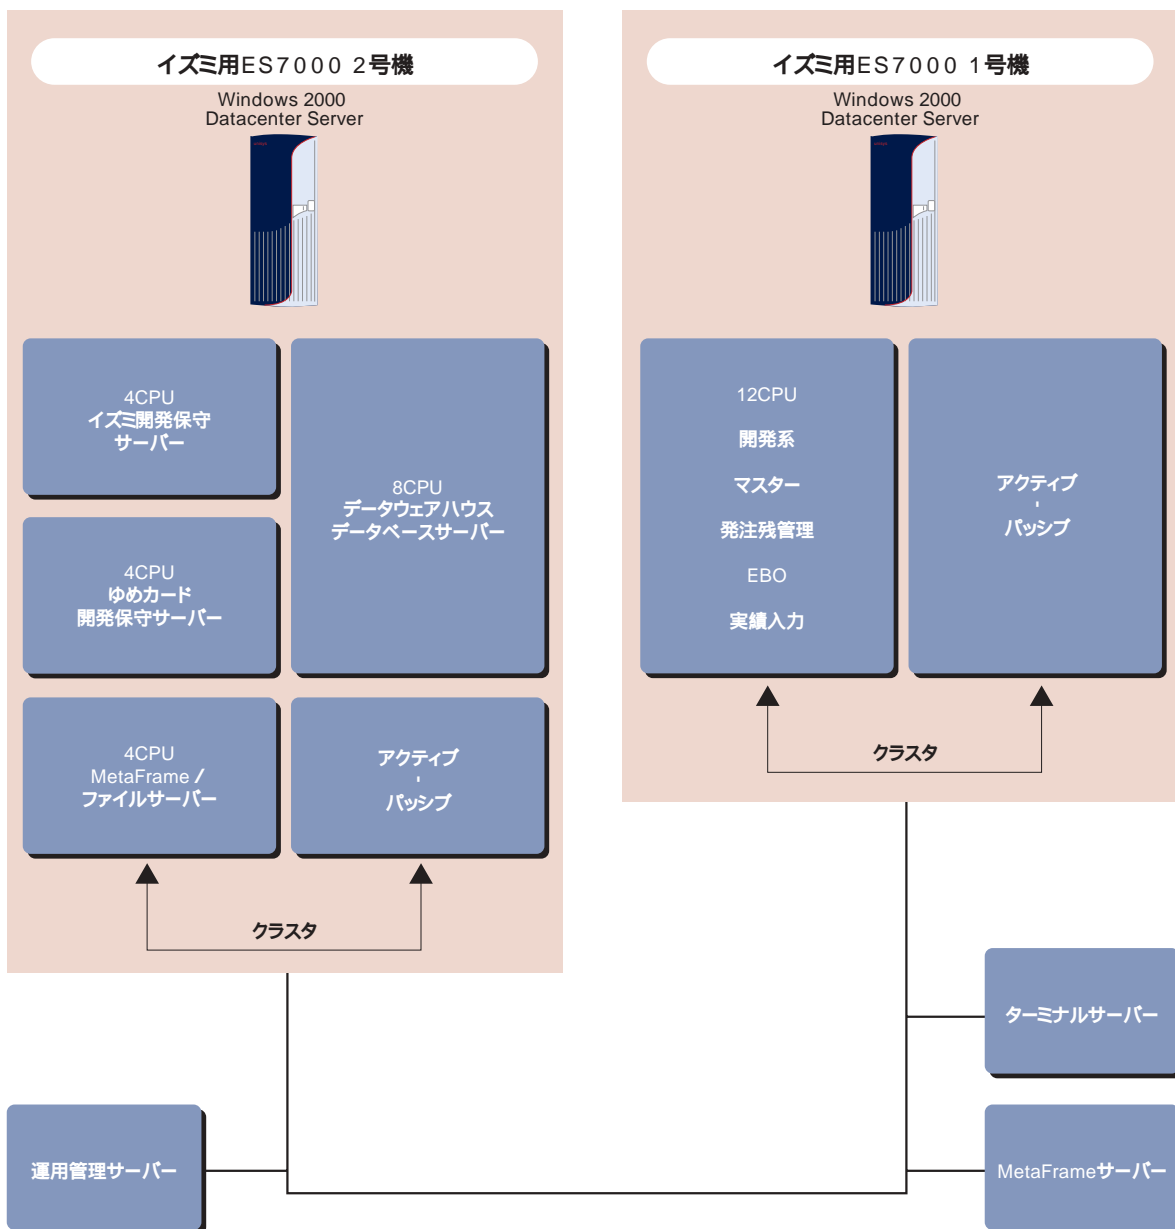 イズミ用ES7000 2号機
Windows 2000
Datacenter Server
4CPU
イズミ開発保守
サーバー
8CPU
データウェアハウス
データベースサーバー
4CPU
ゆめカード
開発保守サーバー
4CPU
MetaFrame/
ファイルサーバー
アクティブ
-
パッシブ
クラスタ
イズミ用ES7000 1号機
Windows 2000
Datacenter Server
12CPU
開発系
マスター
発注残管理
EBO
実績入力
アクティブ
-
パッシブ
クラスタ
ターミナルサーバー
運用管理サーバー
MetaFrameサーバー